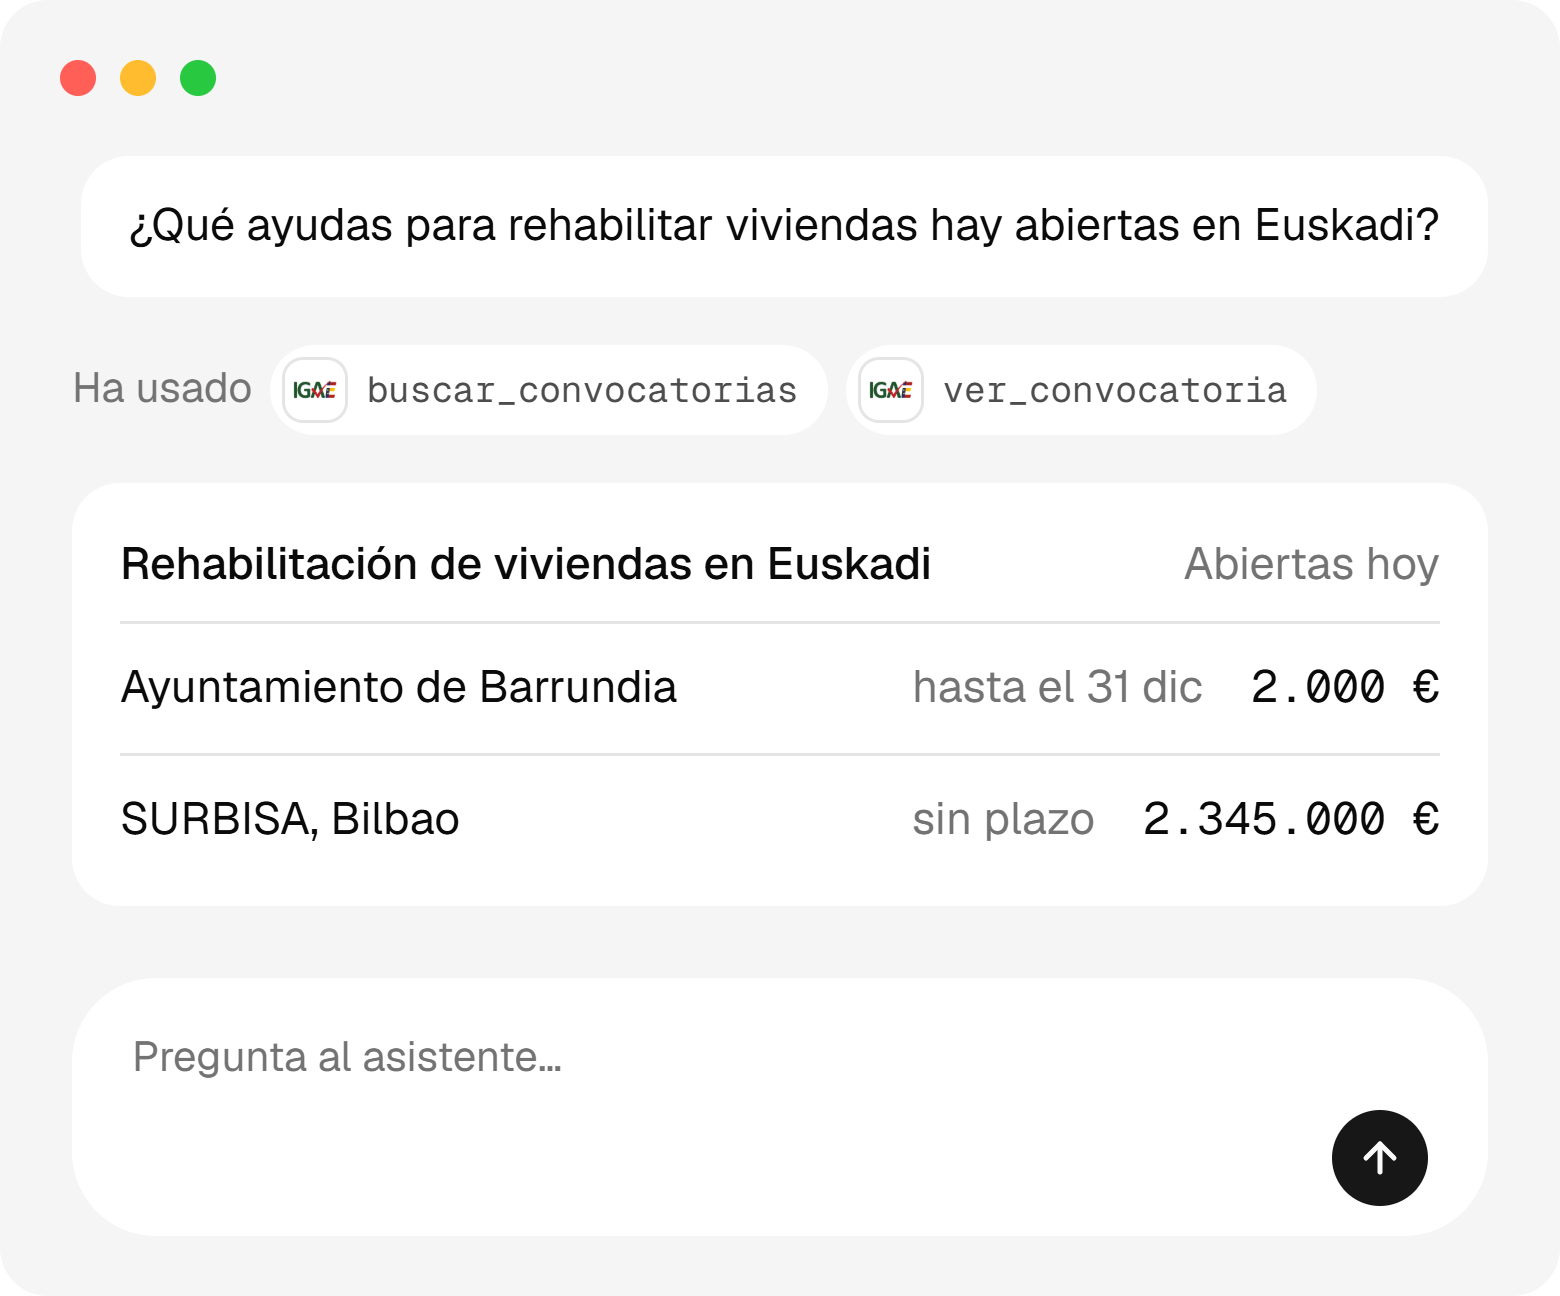 ¿Qué ayudas para rehabilitar viviendas hay abiertas en Euskadi?
Ha usado IGAE buscar_convocatorias IGAE ver_convocatoria
Rehabilitación de viviendas en Euskadi Abiertas hoy
Ayuntamiento de Barrundia hasta el 31 dic 2.000 €
SURBISA, Bilbao sin plazo 2.345.000 €
Pregunta al asistente…